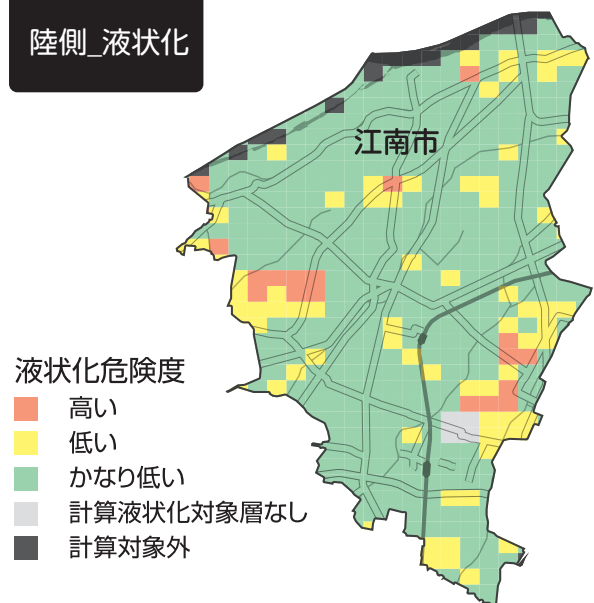 陸側_液状化
江南市
液状化危険度
高い
低い
かなり低い
計算液状化対象層なし
計算対象外